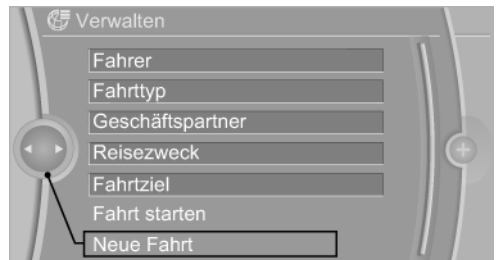 Verwalten
Fahrer
Fahrttyp
Geschäftspartner
Reisezweck
Fahrtziel
Fahrt starten
Neue Fahrt